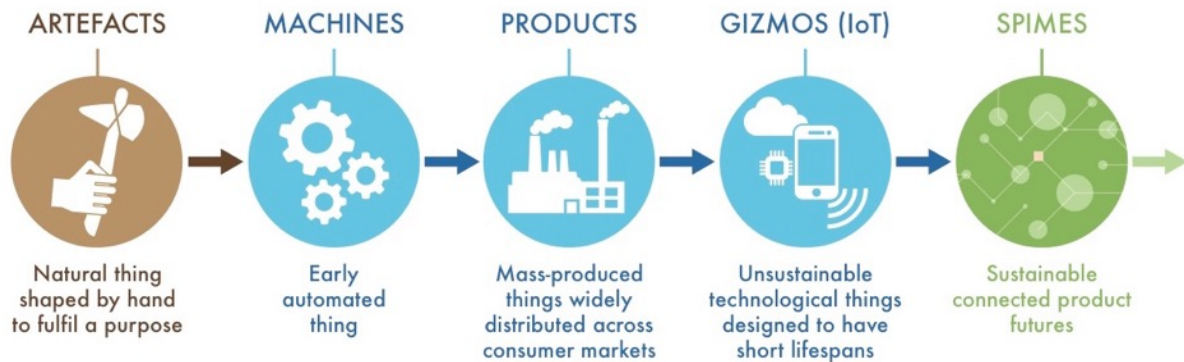 ARTEFACTS
MACHINES
PRODUCTS
GIZMOS (IoT)
SPIMES
Natural thing
shaped by hand
to fulfil a purpose
Early
automated
thing
Mass-produced
things widely
distributed across
consumer markets
Unsustainable
technological things
designed to have
short lifespans
Sustainable
connected product
futures